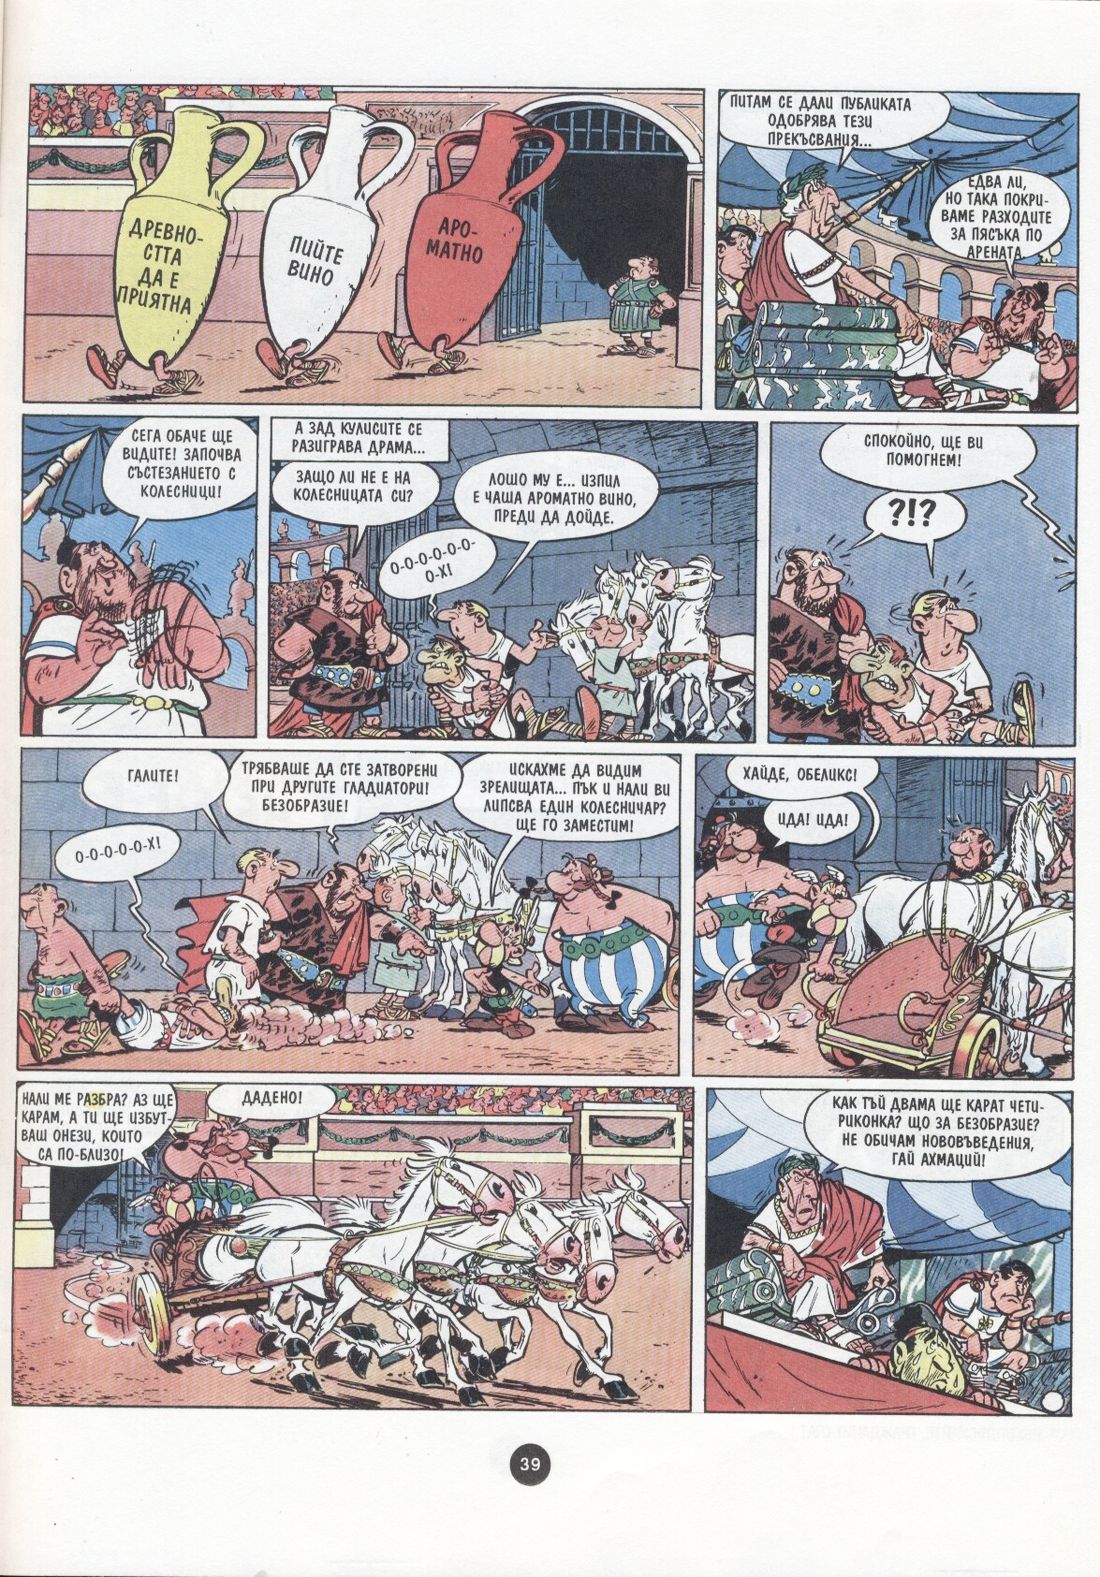 ДРЕВНО-
СТТА
ДА Е
ПРИЯТНА
ПИЙТЕ
ВИНО
АРО-
МАТНО
ПИТАМ СЕ ДАЛИ ПУБЛИКАТА
ОДОБРЯВА ТЕЗИ
ПРЕКЪСВАНИЯ...
ЕДВА ЛИ,
НО ТАКА ПОКРИ-
ВАМЕ РАЗХОДИТЕ
ЗА ПЯСЪКА ПО
АРЕНАТА
СЕГА ОБАЧЕ ЩЕ
ВИДИТЕ! ЗАПОЧВА
СЪСТЕЗАНИЕТО С
КОЛЕСНИЦИ!
А ЗАД КУЛИСИТЕ СЕ
РАЗИГРАВА ДРАМА...
ЗАЩО ЛИ НЕ Е НА
КОЛЕСНИЦАТА СИ?
О-О-О-О-О-О-
О-Х!
ЛОШО МУ Е... ИЗПИЛ
Е ЧАША АРОМАТНО ВИНО,
ПРЕДИ ДА ДОЙДЕ.
СПОКОЙНО, ЩЕ ВИ
ПОМОГНЕМ!
?!?
ГАЛИТЕ!
О-О-О-О-О-Х!
ТРЯБВАШЕ ДА СТЕ ЗАТВОРЕНИ
ПРИ ДРУГИТЕ ГЛАДИАТОРИ!
БЕЗОБРАЗИЕ!
ИСКАХМЕ ДА ВИДИМ
ЗРЕЛИЩАТА... ПЪК И НАЛИ ВИ
ЛИПСВА ЕДИН КОЛЕСНИЧАР?
ЩЕ ГО ЗАМЕСТИМ!
ХАЙДЕ, ОБЕЛИКС!
ИДА! ИДА!
НАЛИ МЕ РАЗБРА? АЗ ЩЕ
КАРАМ, А ТИ ЩЕ ИЗБУТ-
ВАШ ОНЕЗИ, КОИТО
СА ПО-БЛИЗО!
ДАДЕНО!
КАК ТЪЙ ДВАМА ЩЕ КАРАТ ЧЕТИ-
РИКОНКА? ЩО ЗА БЕЗОБРАЗИЕ?
НЕ ОБИЧАМ НОВОВЪВЕДЕНИЯ,
ГАЙ АХМАЦИЙ!
39